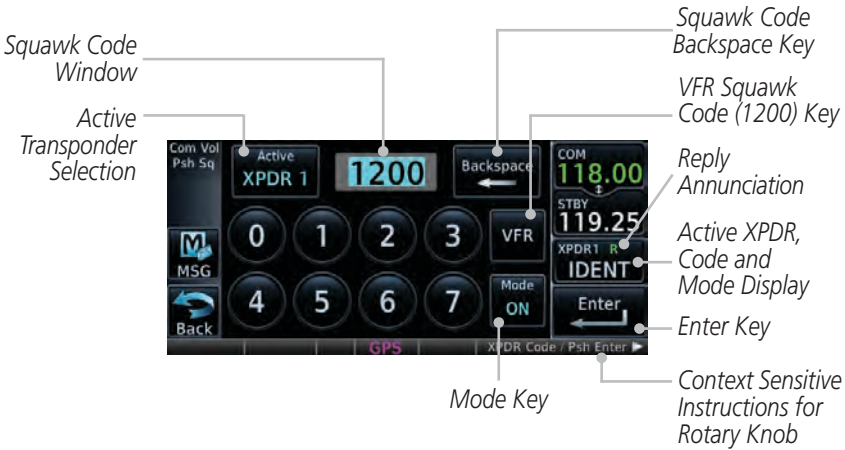 Squawk Code
Backspace Key
Squawk Code
Window
VFR Squawk
Code (1200) Key
Active
Transponder
Selection
Reply
Annunciation
Active XPDR,
Code and
Mode Display
Enter Key
Context Sensitive
Instructions for
Rotary Knob
Mode Key
Com Vol
Psh Sq
Active
XPDR 1
1200
Backspace
COM
118.00
STBY
119.25
0 1 2 3 VFR
XPDR1 R
IDENT
MSG
4 5 6 7
Mode
ON
Enter
Back
GPS
XPDR Code / Psh Enter